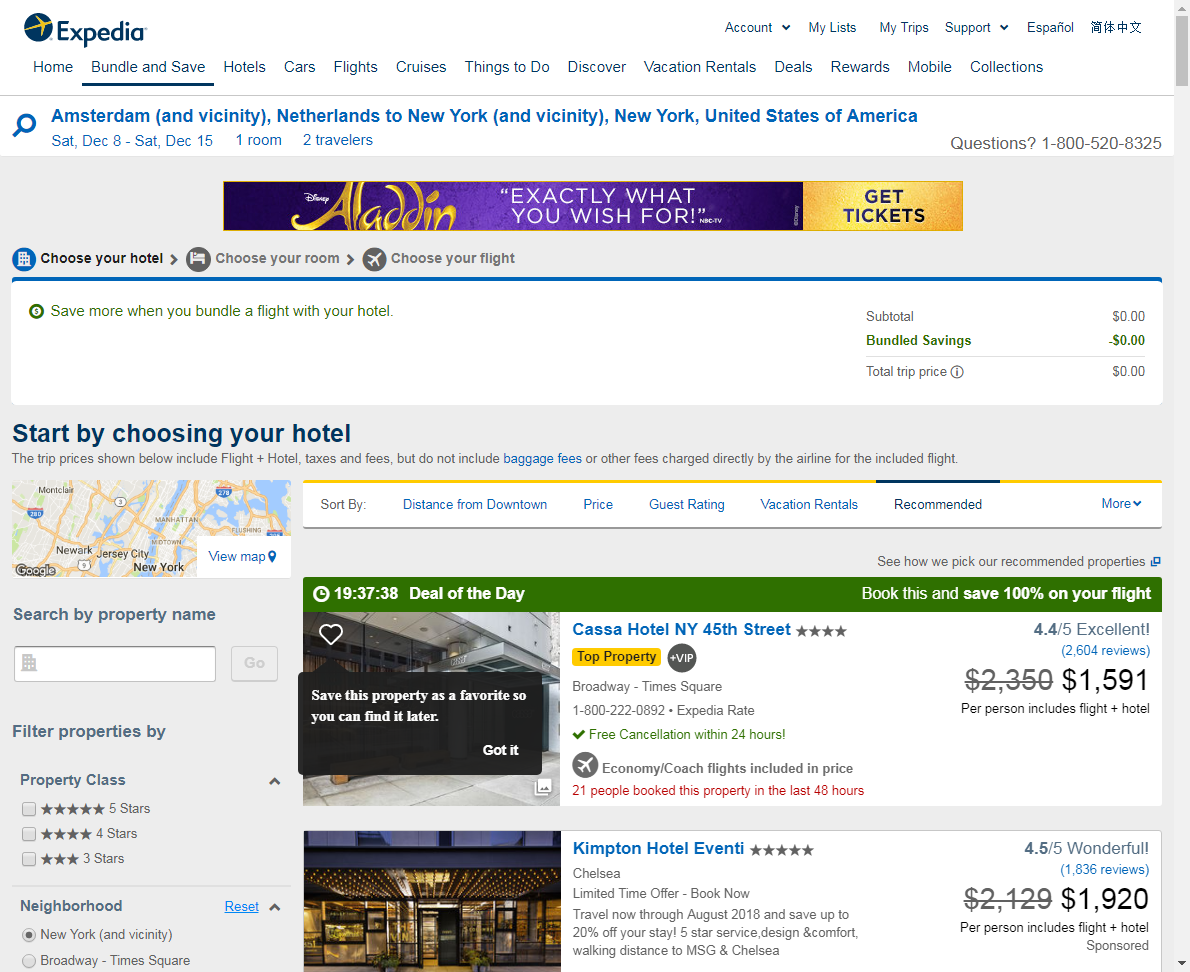 Expedia
Account
My Lists
My Trips
Support
Español
简体中文
Home
Bundle and Save
Hotels
Cars
Flights
Cruises
Things to Do
Discover
Vacation Rentals
Deals
Rewards
Mobile
Collections
Amsterdam (and vicinity), Netherlands to New York (and vicinity), New York, United States of America
Sat, Dec 8 - Sat, Dec 15 1 room 2 travelers
Questions? 1-800-520-8325
Disney Aladdin
“EXACTLY WHAT
YOU WISH FOR!” NBC-TV
©Disney
GET
TICKETS
Choose your hotel
Choose your room
Choose your flight
Save more when you bundle a flight with your hotel.
Subtotal $0.00
Bundled Savings -$0.00
Total trip price $0.00
Start by choosing your hotel
The trip prices shown below include Flight + Hotel, taxes and fees, but do not include baggage fees or other fees charged directly by the airline for the included flight.
Montclair
3
278
280
MANHATTAN
FLUSHING
MIDTOWN
Newark
Jersey City
9
New York
Google
View map
Search by property name
Go
Filter properties by
Property Class
5 Stars
4 Stars
3 Stars
Neighborhood Reset
New York (and vicinity)
Broadway - Times Square
Sort By:
Distance from Downtown
Price
Guest Rating
Vacation Rentals
Recommended
More
See how we pick our recommended properties
19:37:38 Deal of the Day
Book this and save 100% on your flight
Save this property as a favorite so
you can find it later.
Got it
Cassa Hotel NY 45th Street
Top Property
+VIP
Broadway - Times Square
1-800-222-0892 • Expedia Rate
Free Cancellation within 24 hours!
Economy/Coach flights included in price
21 people booked this property in the last 48 hours
4.4/5 Excellent!
(2,604 reviews)
$2,350 $1,591
Per person includes flight + hotel
Kimpton Hotel Eventi
Chelsea
Limited Time Offer - Book Now
Travel now through August 2018 and save up to
20% off your stay! 5 star service,design &comfort,
walking distance to MSG & Chelsea
4.5/5 Wonderful!
(1,836 reviews)
$2,129 $1,920
Per person includes flight + hotel
Sponsored